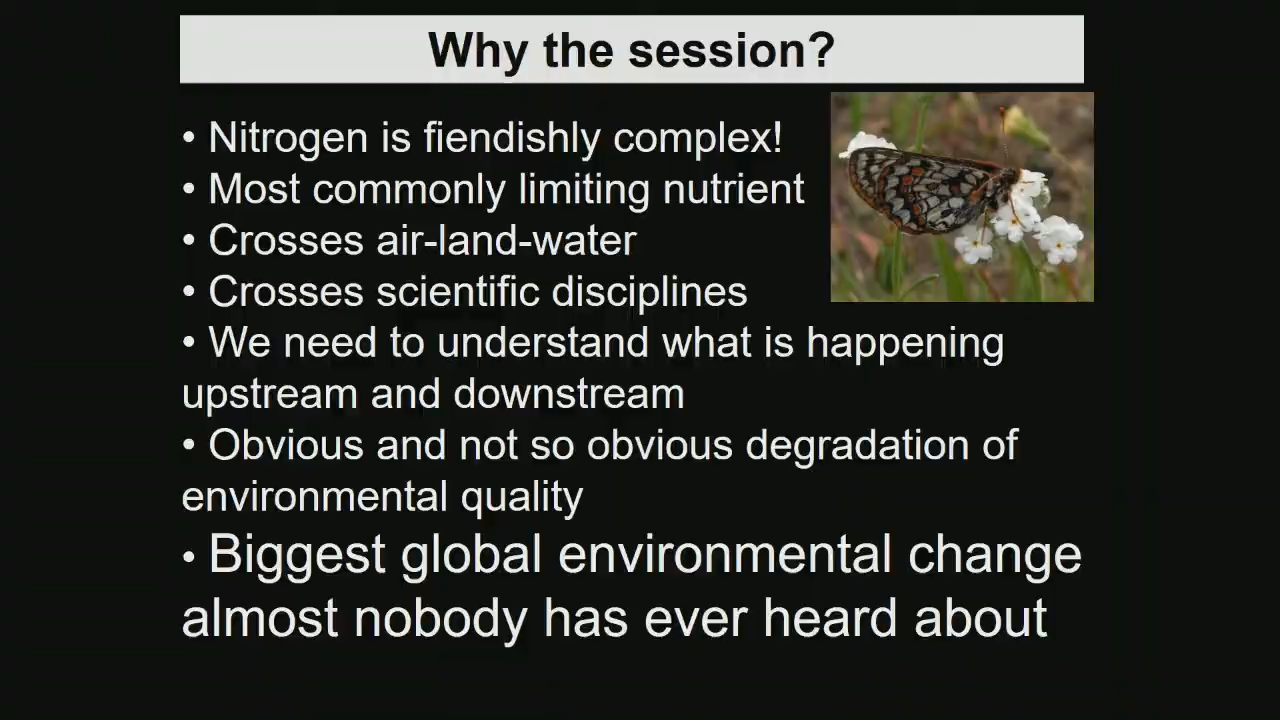 Why the session?
• Nitrogen is fiendishly complex!
• Most commonly limiting nutrient
• Crosses air-land-water
• Crosses scientific disciplines
• We need to understand what is happening
upstream and downstream
• Obvious and not so obvious degradation of
environmental quality
• Biggest global environmental change
almost nobody has ever heard about